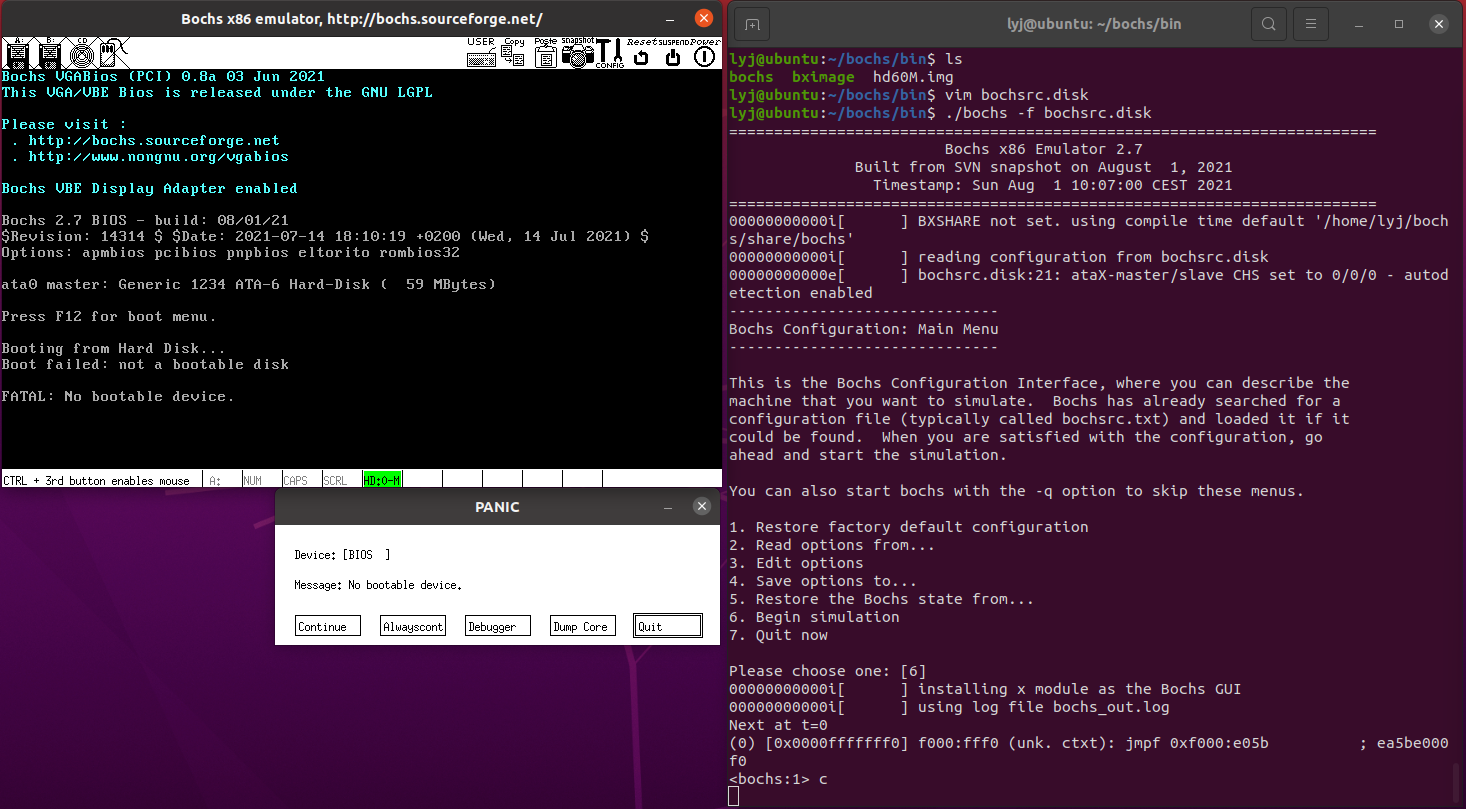 Bochs x86 emulator, http://bochs.sourceforge.net/
A: B: CD USER Copy Paste snapshot CONFIG Reset SUSPEND Power
Bochs VGABios (PCI) 0.8a 03 Jun 2021
This VGA/VBE Bios is released under the GNU LGPL
Please visit :
. http://bochs.sourceforge.net
. http://www.nongnu.org/vgabios
Bochs VBE Display Adapter enabled
Bochs 2.7 BIOS - build: 08/01/21
$Revision: 14314 $ $Date: 2021-07-14 18:10:19 +0200 (Wed, 14 Jul 2021) $
Options: apmbios pcibios pnpbios eltorito rombios32
ata0 master: Generic 1234 ATA-6 Hard-Disk (  59 MBytes)
Press F12 for boot menu.
Booting from Hard Disk...
Boot failed: not a bootable disk
FATAL: No bootable device.
CTRL + 3rd button enables mouse A: NUM CAPS SCRL HD:0-M
PANIC
Device: [BIOS  ]
Message: No bootable device.
Continue Alwayscont Debugger Dump Core Quit
lyj@ubuntu: ~/bochs/bin
lyj@ubuntu:~/bochs/bin$ ls
bochs  bximage  hd60M.img
lyj@ubuntu:~/bochs/bin$ vim bochsrc.disk
lyj@ubuntu:~/bochs/bin$ ./bochs -f bochsrc.disk
========================================================================
Bochs x86 Emulator 2.7
Built from SVN snapshot on August  1, 2021
Timestamp: Sun Aug  1 10:07:00 CEST 2021
========================================================================
00000000000i[      ] BXSHARE not set. using compile time default '/home/lyj/boch
s/share/bochs'
00000000000i[      ] reading configuration from bochsrc.disk
00000000000e[      ] bochsrc.disk:21: ataX-master/slave CHS set to 0/0/0 - autod
etection enabled
------------------------------
Bochs Configuration: Main Menu
------------------------------
This is the Bochs Configuration Interface, where you can describe the
machine that you want to simulate.  Bochs has already searched for a
configuration file (typically called bochsrc.txt) and loaded it if it
could be found.  When you are satisfied with the configuration, go
ahead and start the simulation.
You can also start bochs with the -q option to skip these menus.
1. Restore factory default configuration
2. Read options from...
3. Edit options
4. Save options to...
5. Restore the Bochs state from...
6. Begin simulation
7. Quit now
Please choose one: [6]
00000000000i[      ] installing x module as the Bochs GUI
00000000000i[      ] using log file bochs_out.log
Next at t=0
(0) [0x0000fffffff0] f000:fff0 (unk. ctxt): jmpf 0xf000:e05b          ; ea5be000
f0
<bochs:1> c